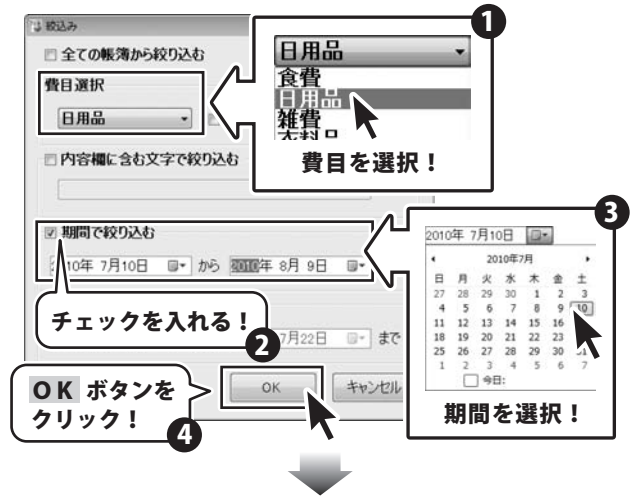 絞込み
全ての帳簿から絞り込む
費目選択
日用品
内容欄に含む文字で絞り込む
1
日用品
食費
日用品
雑費
衣料品
費目を選択!
期間で絞り込む
10年 7月10日 から 2010年 8月 9日
チェックを入れる!
2
7月22日 まで
3
2010年 7月10日
2010年7月
日 月 火 水 木 金 土
27 28 29 30 1 2 3
4 5 6 7 8 9 10
11 12 13 14 15 16
18 19 20 21 22 23
25 26 27 28 29 30 31
1 2 3 4 5 6 7
今日:
期間を選択!
OK ボタンを
クリック!
4
OK
キャンセル